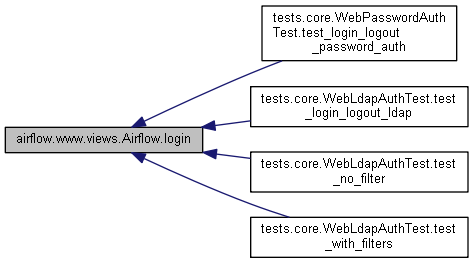 tests.core.WebPasswordAuth
Test.test_login_logout
_password_auth
tests.core.WebLdapAuthTest.test
_login_logout_ldap
airflow.www.views.Airflow.login
tests.core.WebLdapAuthTest.test
_no_filter
tests.core.WebLdapAuthTest.test
_with_filters